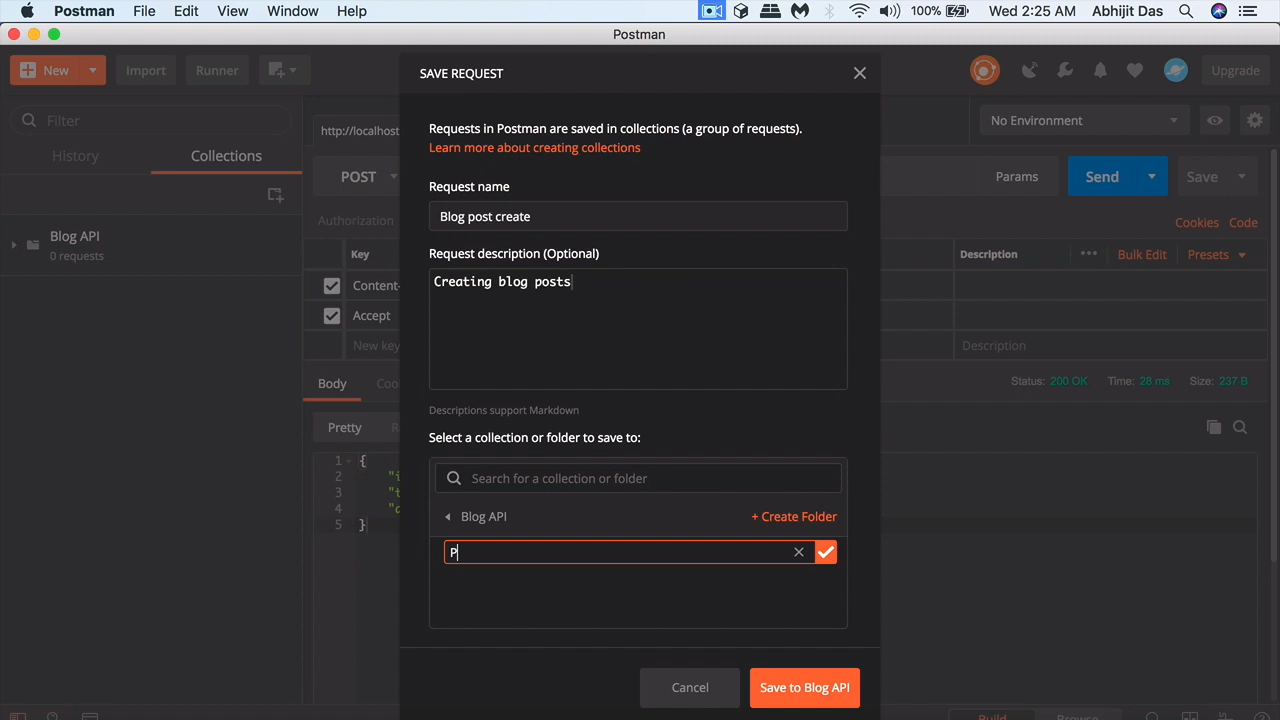 Postman File Edit View Window Help 100% Wed 2:25 AM Abhijit Das
Postman
New Import Runner Upgrade
SAVE REQUEST
Filter
History Collections
Blog API
0 requests
http://localhost
No Environment
POST Params Send Save
Authorization Cookies Code
Key Description Bulk Edit Presets
Content-
Accept
New key Description
Body Coo Status: 200 OK Time: 28 ms Size: 237 B
Pretty R
1 {
2 "i
3 "t
4
5 }
Requests in Postman are saved in collections (a group of requests).
Learn more about creating collections
Request name
Blog post create
Request description (Optional)
Creating blog posts
Descriptions support Markdown
Select a collection or folder to save to:
Search for a collection or folder
Blog API + Create Folder
P
Cancel Save to Blog API
Build Browse